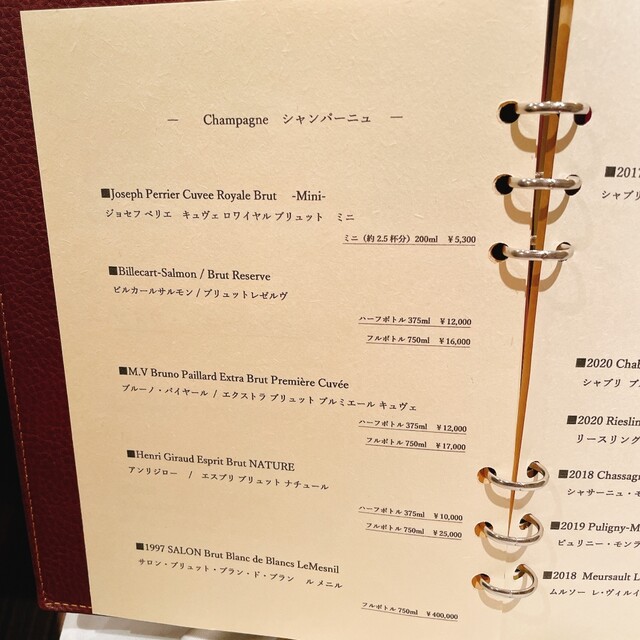 — Champagne シャンパーニュ —
■Joseph Perrier Cuvee Royale Brut -Mini-
ジョセフ ペリエ キュヴェ ロワイヤル ブリュット ミニ
ミニ（約 2.5 杯分）200ml ￥5,300
■Billecart-Salmon / Brut Reserve
ビルカールサルモン / ブリュットレゼルヴ
ハーフボトル 375ml ￥12,000
フルボトル 750ml ￥16,000
■M.V Bruno Paillard Extra Brut Première Cuvée
ブルーノ・パイヤール / エクストラ ブリュット プルミエール キュヴェ
ハーフボトル 375ml ￥12,000
フルボトル 750ml ￥17,000
■Henri Giraud Esprit Brut NATURE
アンリジロー / エスプリ ブリュット ナチュール
ハーフボトル 375ml ￥10,000
フルボトル 750ml ￥25,000
■1997 SALON Brut Blanc de Blancs LeMesnil
サロン・ブリュット・ブラン・ド・ブラン ル メニル
フルボトル 750ml ￥400,000
■2017
シャブリ
■2020 Chab
シャブリ プ
■2020 Rieslin
リースリング
■2018 Chassagn
シャサーニュ・モ
■2019 Puligny-M
ピュリニー・モンラ
■2018 Meursault L
ムルソー レ・ヴィルイ